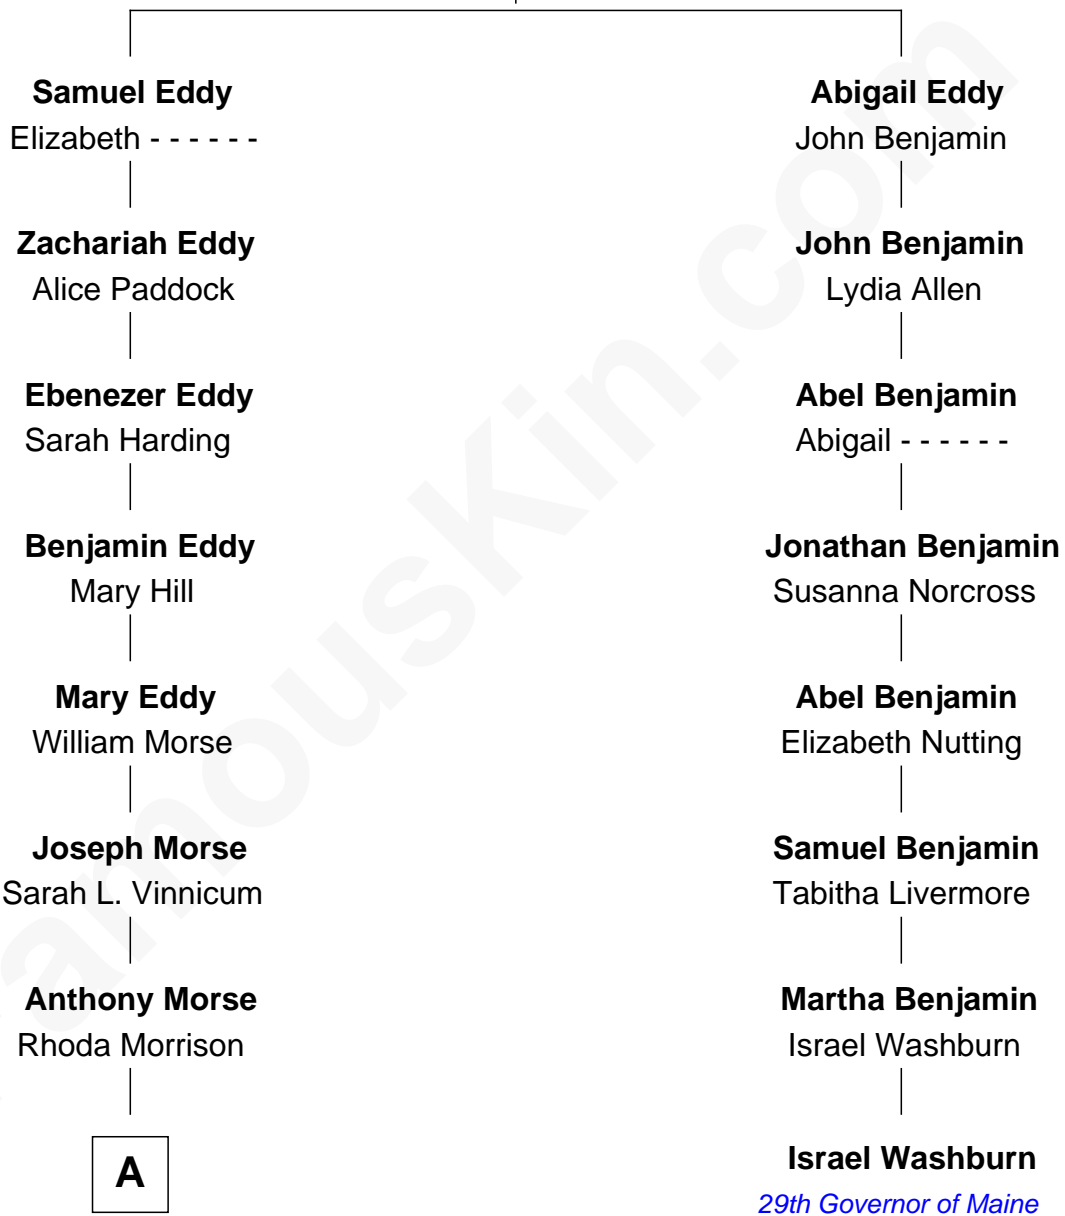 Samuel Eddy
Elizabeth - - - - - -
Abigail Eddy
John Benjamin
Zachariah Eddy
Alice Paddock
John Benjamin
Lydia Allen
Ebenezer Eddy
Sarah Harding
Abel Benjamin
Abigail - - - - - -
Benjamin Eddy
Mary Hill
Jonathan Benjamin
Susanna Norcross
Mary Eddy
William Morse
Abel Benjamin
Elizabeth Nutting
Joseph Morse
Sarah L. Vinnicum
Samuel Benjamin
Tabitha Livermore
Anthony Morse
Rhoda Morrison
Martha Benjamin
Israel Washburn
A
Israel Washburn
29th Governor of Maine
amousKin.com